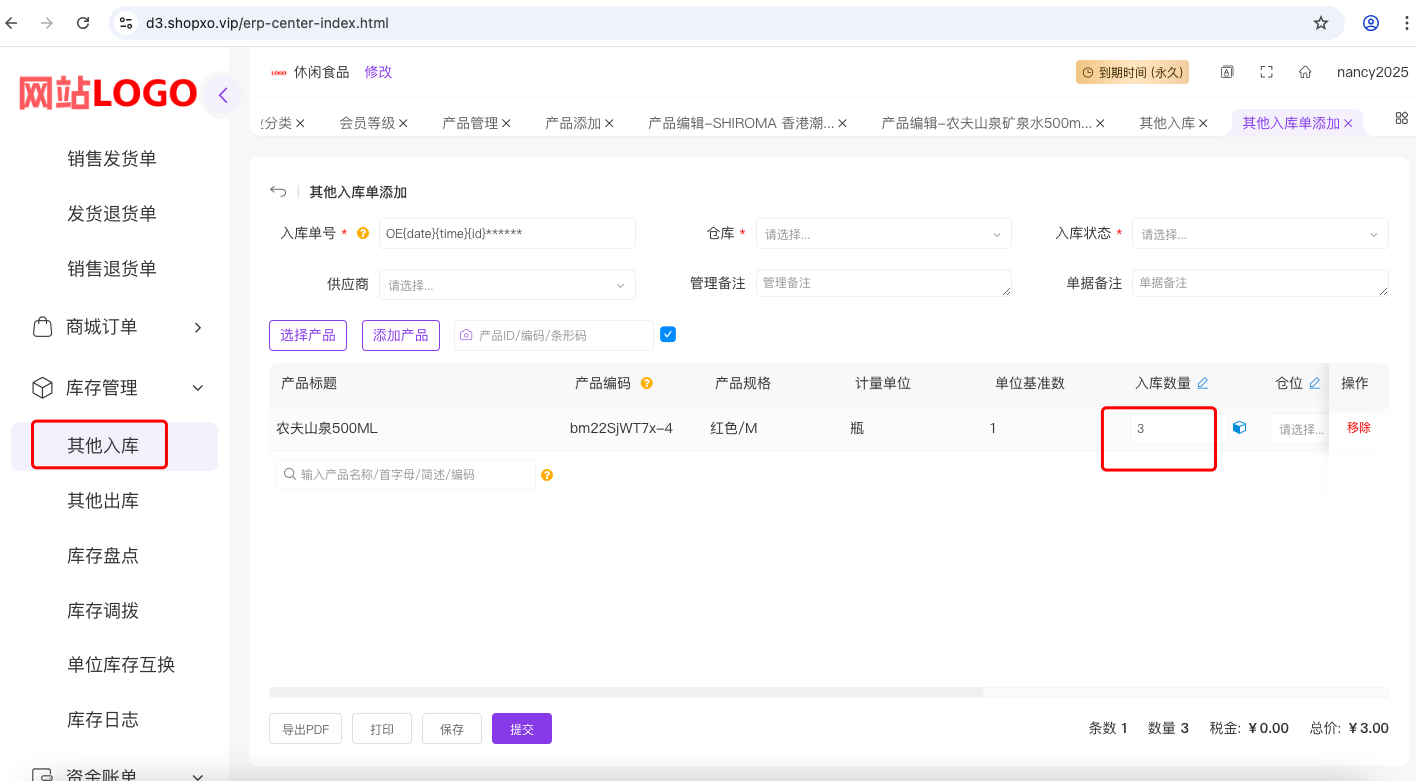 d3.shopxo.vip/erp-center-index.html
网站LOGO
LOGO 休闲食品 修改 到期时间 (永久) nancy2025
分类 会员等级 产品管理 产品添加 产品编辑-SHIROMA 香港潮... 产品编辑-农夫山泉矿泉水500m... 其他入库 其他入库单添加
销售发货单
发货退货单
销售退货单
商城订单
库存管理
其他入库
其他出库
库存盘点
库存调拨
单位库存互换
库存日志
资金账单
其他入库单添加
入库单号 * OE{date}{time}{id}****** 仓库 * 请选择... 入库状态 * 请选择...
供应商 请选择... 管理备注 管理备注 单据备注 单据备注
选择产品 添加产品 产品ID/编码/条形码
产品标题 产品编码 产品规格 计量单位 单位基准数 入库数量 仓位 操作
农夫山泉500ML bm22SjWT7x-4 红色/M 瓶 1 3 请选择... 移除
输入产品名称/首字母/简述/编码
导出PDF 打印 保存 提交 条数 1 数量 3 税金: ¥0.00 总价: ¥3.00